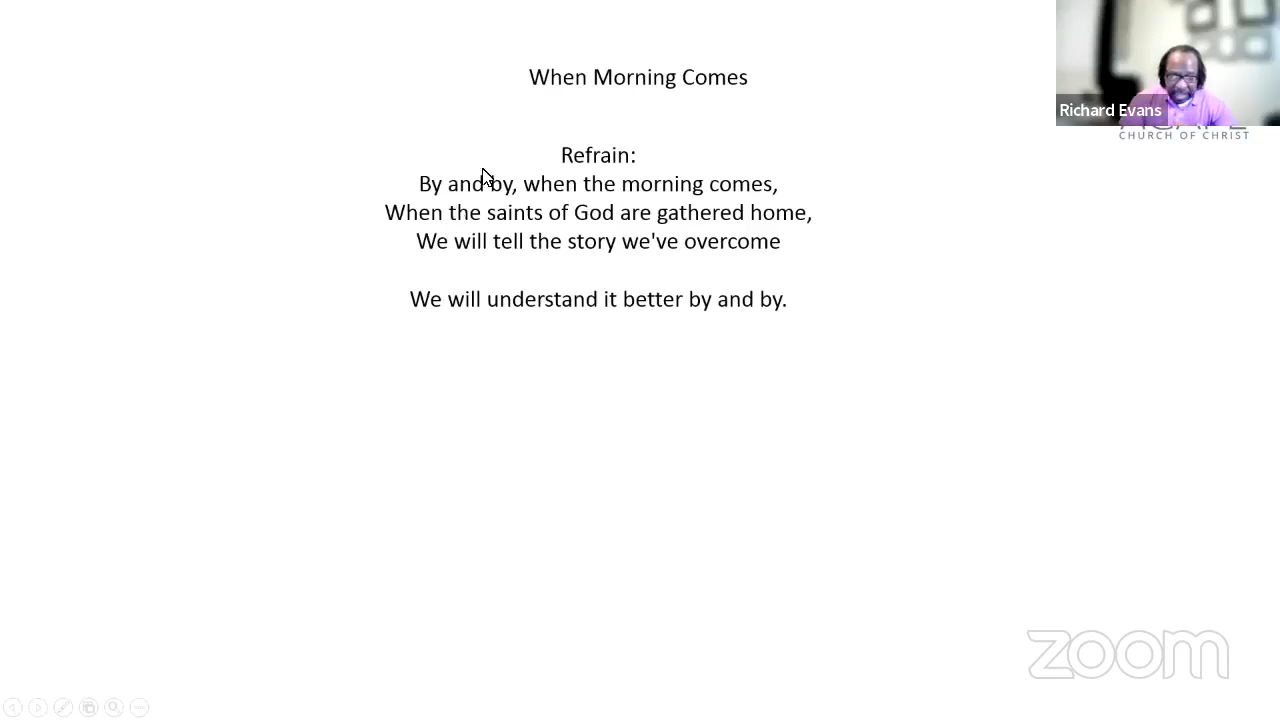 When Morning Comes
Richard Evans
CHURCH OF CHRIST
Refrain:
By and by, when the morning comes,
When the saints of God are gathered home,
We will tell the story we've overcome
We will understand it better by and by.
zoom